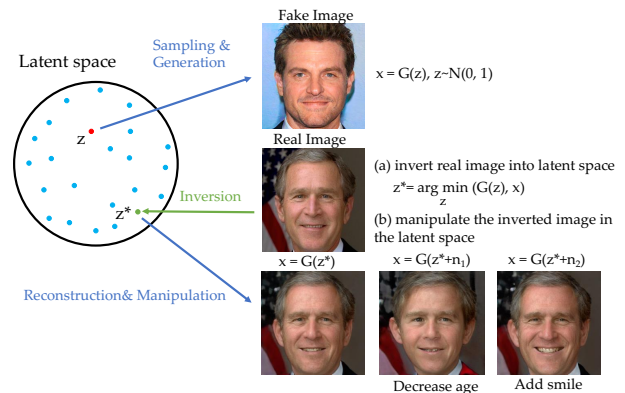 Fake Image
Sampling &
Generation
Latent space
x = G(z), z~N(0, 1)
z
Real Image
(a) invert real image into latent space
z*= arg min (G(z), x)
z
Inversion
z*
(b) manipulate the inverted image in
the latent space
x = G(z*)
x = G(z*+n₁)
x = G(z*+n₂)
Reconstruction& Manipulation
Decrease age
Add smile